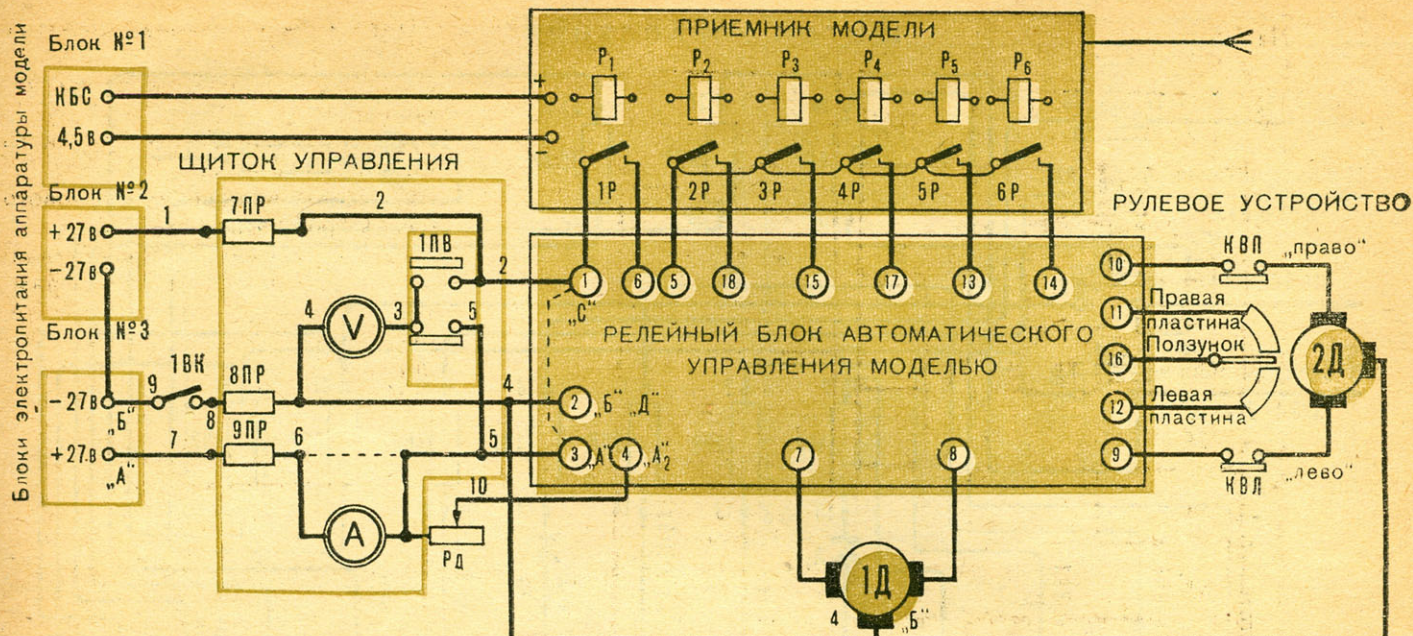 Блоки электропитания аппаратуры модели
Блок №1
КБС
4,5в
Блок №2
+27в
-27в
Блок №3
-27в
„Б“
+27в
„А“
ЩИТОК УПРАВЛЕНИЯ
1
7ПР
2
1ПВ
2
4
V
3
5
9
1ВК
8
8ПР
4
7
9ПР
6
5
А
10
Рд
ПРИЕМНИК МОДЕЛИ
+
−
Р1
Р2
Р3
Р4
Р5
Р6
1Р
2Р
3Р
4Р
5Р
6Р
1
6
5
18
15
17
13
14
„С“
РЕЛЕЙНЫЙ БЛОК АВТОМАТИЧЕСКОГО
УПРАВЛЕНИЯ МОДЕЛЬЮ
2
„Б“
„Д“
3
„А“
4
„А2
7
8
10
11
16
12
9
РУЛЕВОЕ УСТРОЙСТВО
КВП
„право“
Правая
пластина
Ползунок
Левая
пластина
2Д
КВЛ
„лево“
1Д
4
„Б“